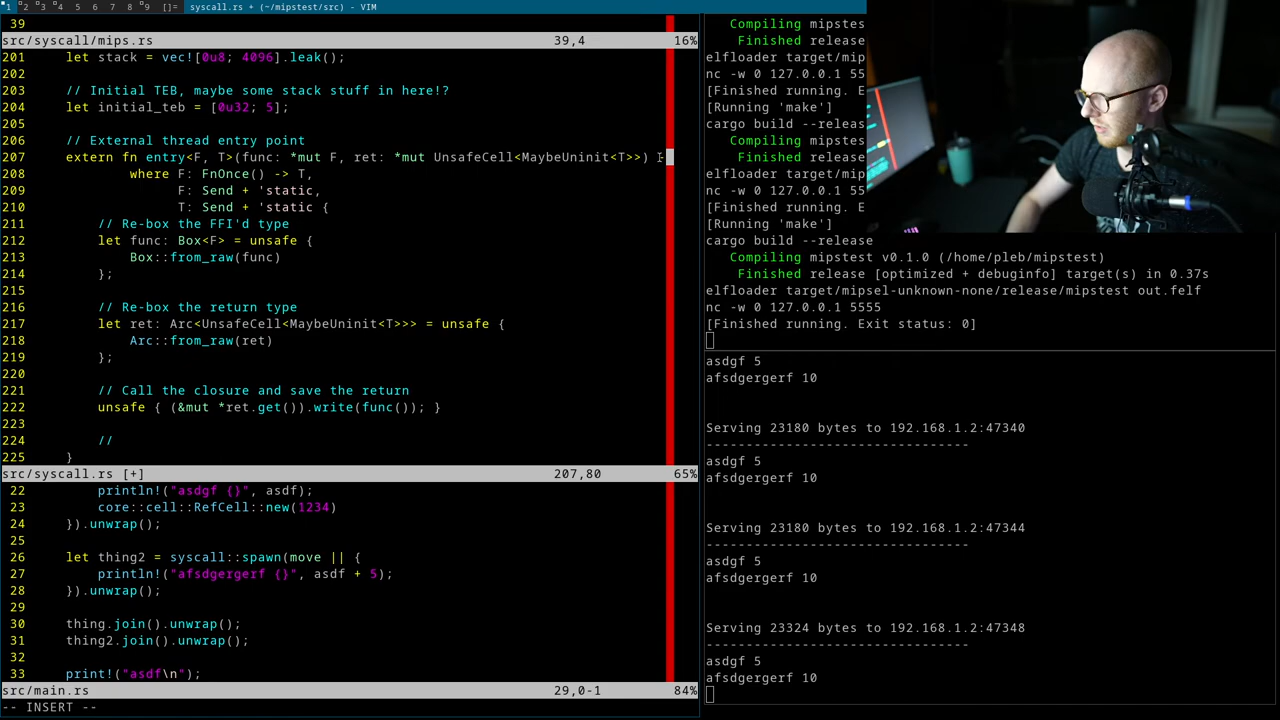 1 2 3 4 5 6 7 8 9 []= syscall.rs + (~/mipstest/src) - VIM
39
src/syscall/mips.rs 39,4 16%
201 let stack = vec![0u8; 4096].leak();
202
203 // Initial TEB, maybe some stack stuff in here!?
204 let initial_teb = [0u32; 5];
205
206 // External thread entry point
207 extern fn entry<F, T>(func: *mut F, ret: *mut UnsafeCell<MaybeUninit<T>>)
208 where F: FnOnce() -> T,
209 F: Send + 'static,
210 T: Send + 'static {
211 // Re-box the FFI'd type
212 let func: Box<F> = unsafe {
213 Box::from_raw(func)
214 };
215
216 // Re-box the return type
217 let ret: Arc<UnsafeCell<MaybeUninit<T>>> = unsafe {
218 Arc::from_raw(ret)
219 };
220
221 // Call the closure and save the return
222 unsafe { (&mut *ret.get()).write(func()); }
223
224 //
225 }
src/syscall.rs [+] 207,80 65%
22 println!("asdgf {}", asdf);
23 core::cell::RefCell::new(1234)
24 }).unwrap();
25
26 let thing2 = syscall::spawn(move || {
27 println!("afsdgergerf {}", asdf + 5);
28 }).unwrap();
29
30 thing.join().unwrap();
31 thing2.join().unwrap();
32
33 print!("asdf\n");
src/main.rs 29,0-1 84%
-- INSERT --
Compiling mipstes
Finished release
elfloader target/mip
nc -w 0 127.0.0.1 55
[Finished running. E
[Running 'make']
cargo build --releas
Compiling mipstes
Finished release
elfloader target/mip
nc -w 0 127.0.0.1 55
[Finished running. E
[Running 'make']
cargo build --release
Compiling mipstest v0.1.0 (/home/pleb/mipstest)
Finished release [optimized + debuginfo] target(s) in 0.37s
elfloader target/mipsel-unknown-none/release/mipstest out.felf
nc -w 0 127.0.0.1 5555
[Finished running. Exit status: 0]
asdgf 5
afsdgergerf 10
Serving 23180 bytes to 192.168.1.2:47340
-------------------------------
asdgf 5
afsdgergerf 10
Serving 23180 bytes to 192.168.1.2:47344
-------------------------------
asdgf 5
afsdgergerf 10
Serving 23324 bytes to 192.168.1.2:47348
-------------------------------
asdgf 5
afsdgergerf 10